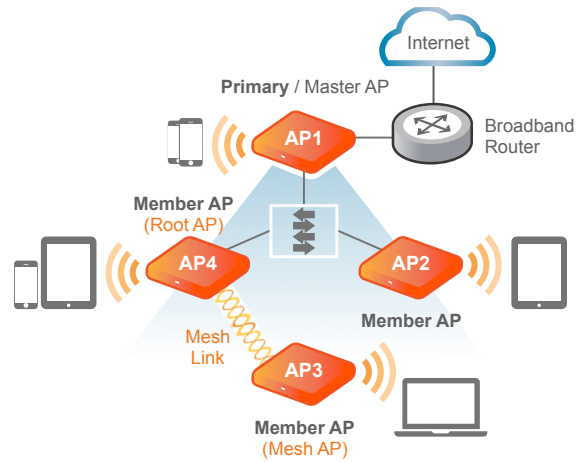 Internet
Primary / Master AP
AP1
Broadband
Router
Member AP
(Root AP)
AP4
AP2
Member AP
Mesh
Link
AP3
Member AP
(Mesh AP)